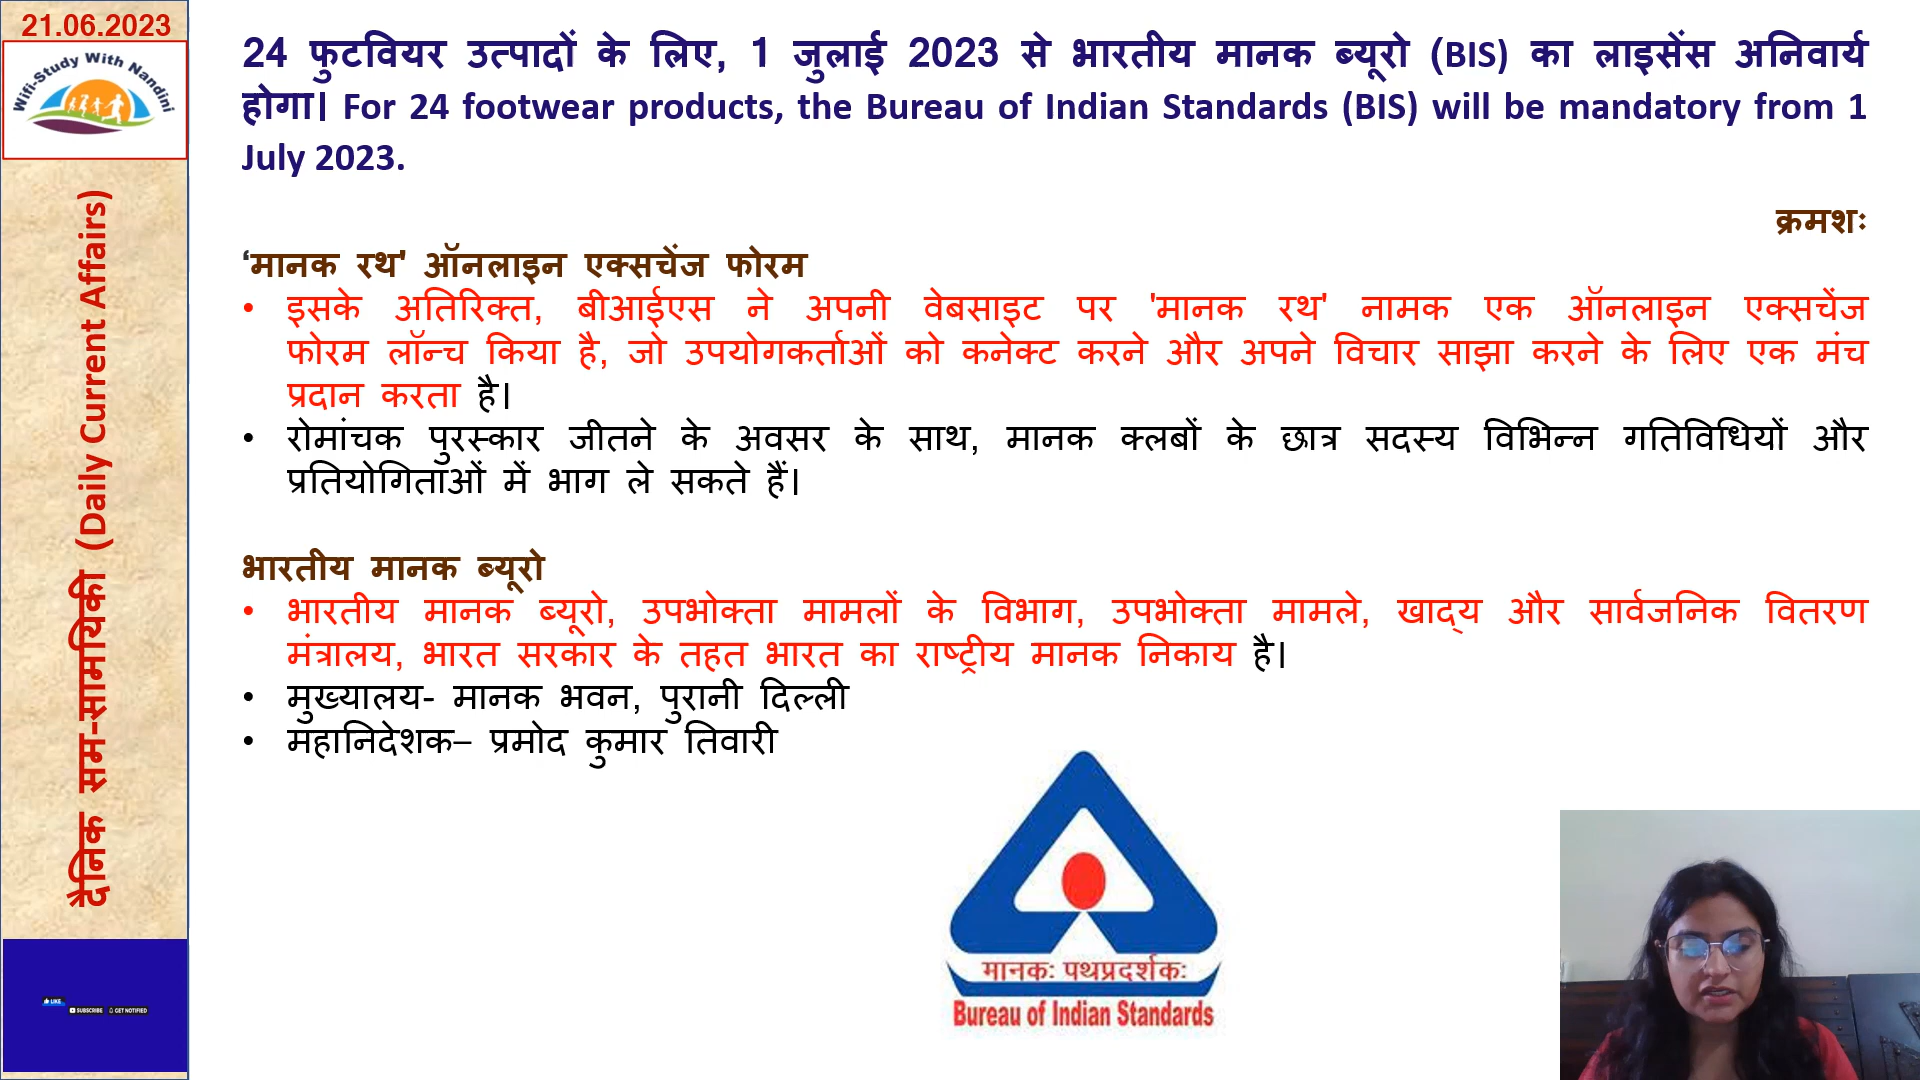 21.06.2023
Wifi-Study With Nandini
दैनिक सम-सामयिकी (Daily Current Affairs)
LIKE
SUBSCRIBE GET NOTIFIED
24 फुटवियर उत्पादों के लिए, 1 जुलाई 2023 से भारतीय मानक ब्यूरो (BIS) का लाइसेंस अनिवार्य
होगा। For 24 footwear products, the Bureau of Indian Standards (BIS) will be mandatory from 1
July 2023.
क्रमशः
‘मानक रथ' ऑनलाइन एक्सचेंज फोरम
• इसके अतिरिक्त, बीआईएस ने अपनी वेबसाइट पर 'मानक रथ' नामक एक ऑनलाइन एक्सचेंज
फोरम लॉन्च किया है, जो उपयोगकर्ताओं को कनेक्ट करने और अपने विचार साझा करने के लिए एक मंच
प्रदान करता है।
• रोमांचक पुरस्कार जीतने के अवसर के साथ, मानक क्लबों के छात्र सदस्य विभिन्न गतिविधियों और
प्रतियोगिताओं में भाग ले सकते हैं।
भारतीय मानक ब्यूरो
• भारतीय मानक ब्यूरो, उपभोक्ता मामलों के विभाग, उपभोक्ता मामले, खाद्य और सार्वजनिक वितरण
मंत्रालय, भारत सरकार के तहत भारत का राष्ट्रीय मानक निकाय है।
• मुख्यालय- मानक भवन, पुरानी दिल्ली
• महानिदेशक– प्रमोद कुमार तिवारी
मानकः पथप्रदर्शकः
Bureau of Indian Standards